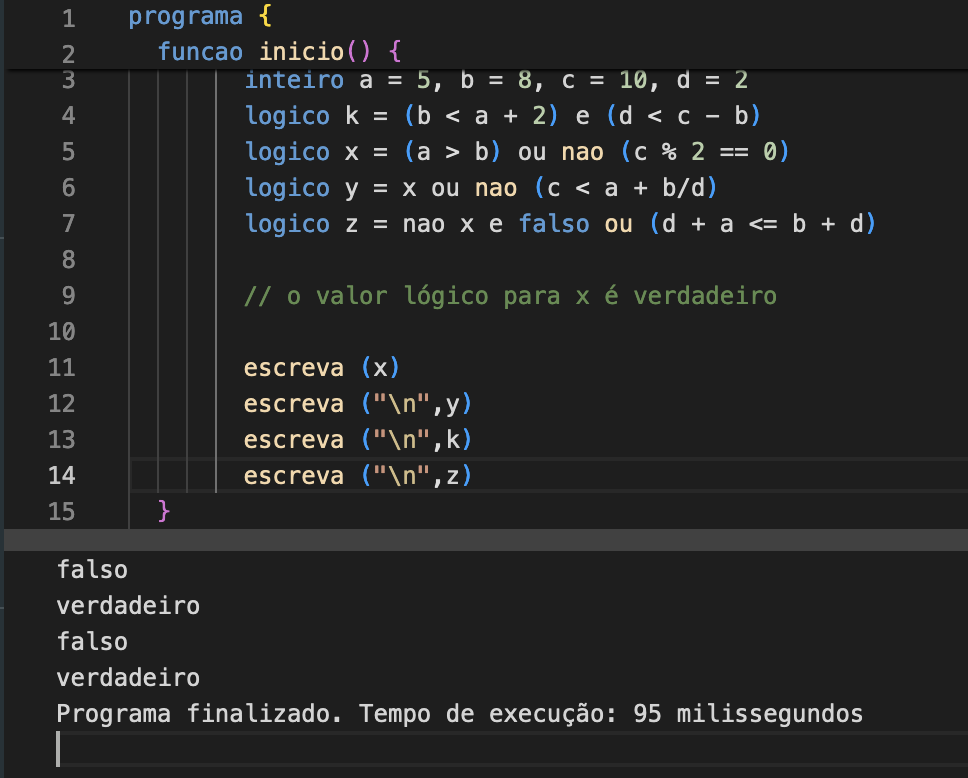 1 programa {
2 funcao inicio() {
3 inteiro a = 5, b = 8, c = 10, d = 2
4 logico k = (b < a + 2) e (d < c - b)
5 logico x = (a > b) ou nao (c % 2 == 0)
6 logico y = x ou nao (c < a + b/d)
7 logico z = nao x e falso ou (d + a <= b + d)
8
9 // o valor lógico para x é verdadeiro
10
11 escreva (x)
12 escreva ("\n",y)
13 escreva ("\n",k)
14 escreva ("\n",z)
15 }
falso
verdadeiro
falso
verdadeiro
Programa finalizado. Tempo de execução: 95 milissegundos